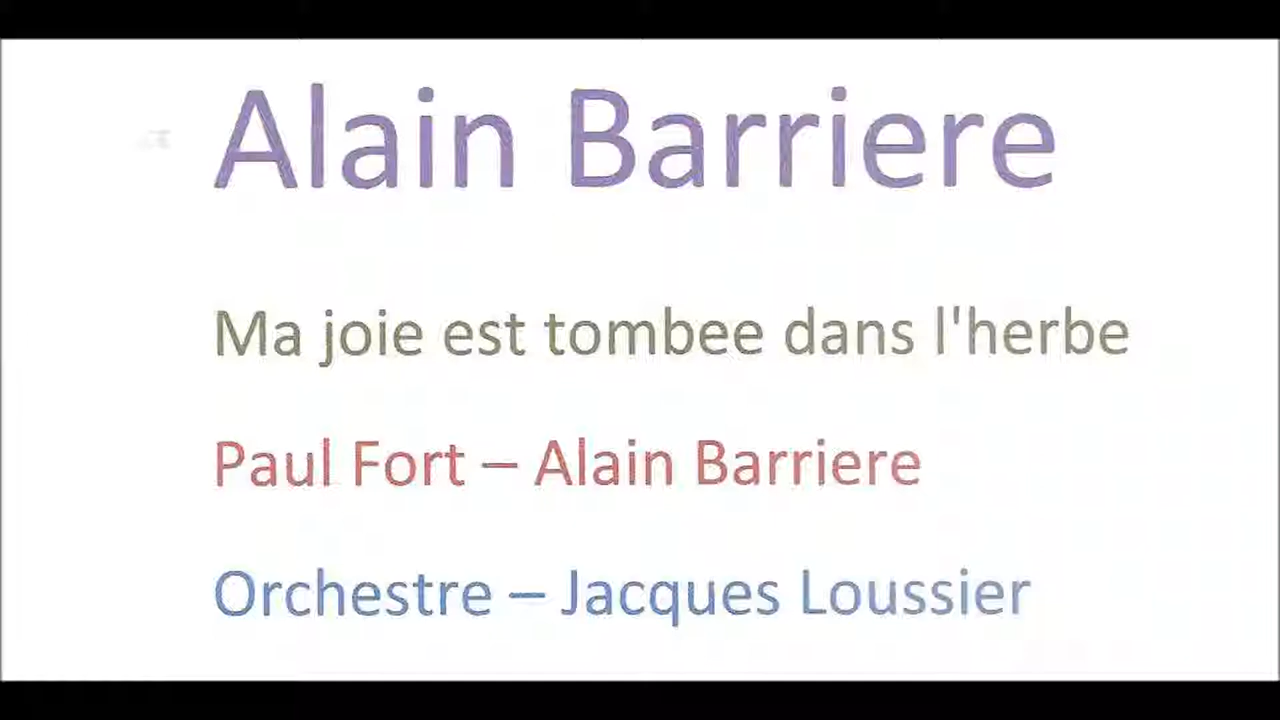 Alain Barriere
Ma joie est tombee dans l'herbe
Paul Fort – Alain Barriere
Orchestre – Jacques Loussier